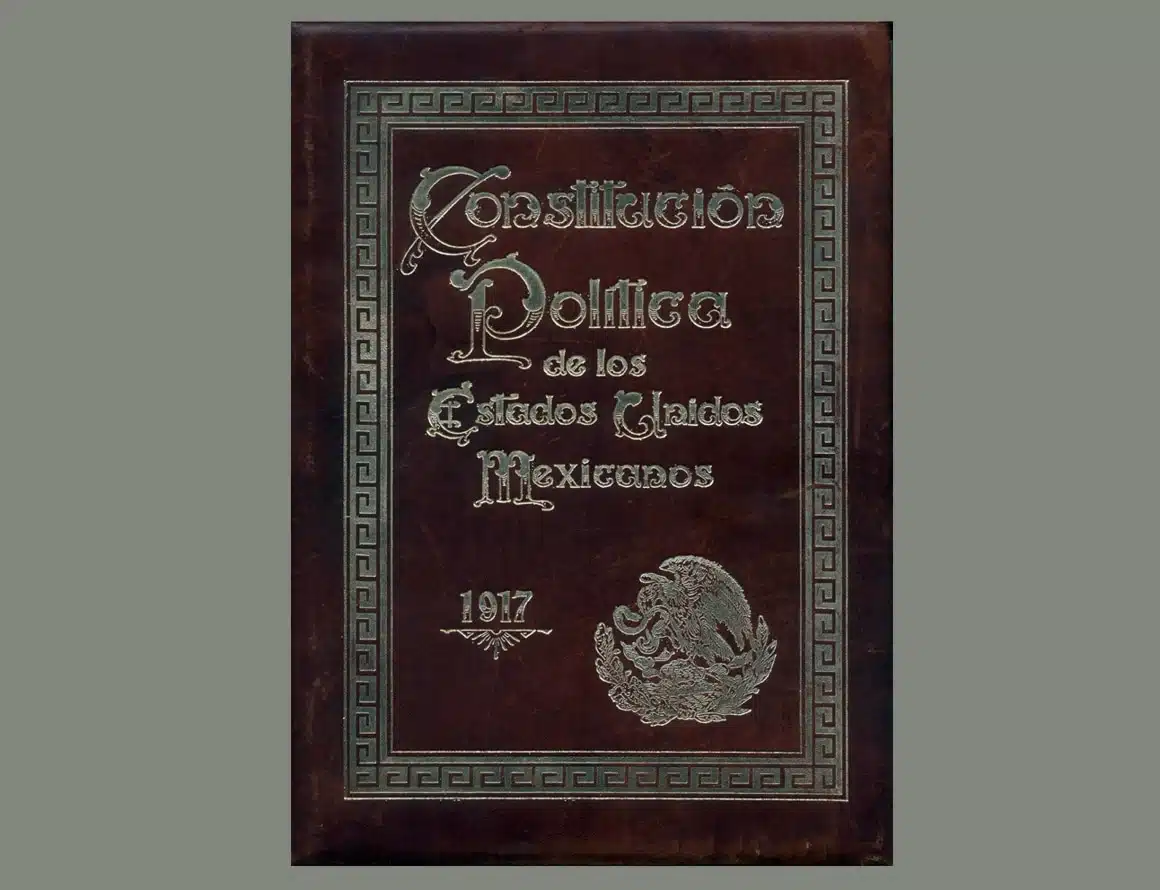 Constitución
Política
de los
Estados Unidos
Mexicanos
1917